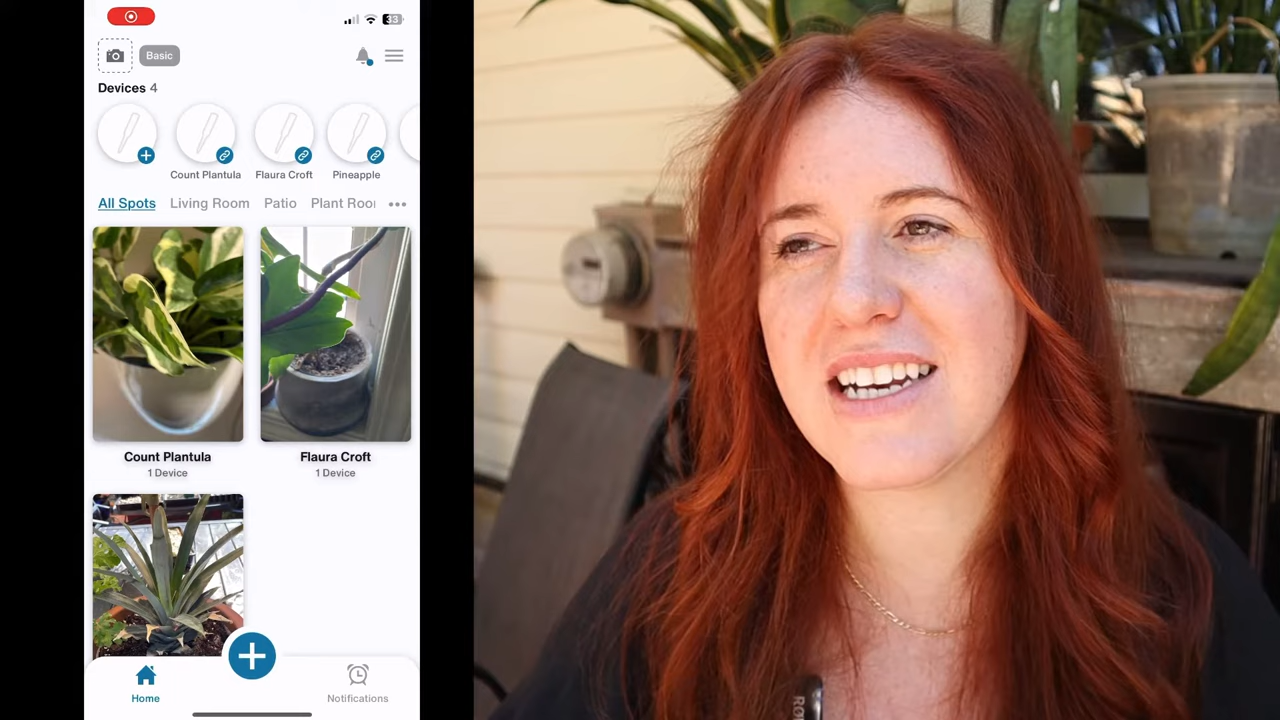 33
Basic
Devices 4
Count Plantula
Flaura Croft
Pineapple
All Spots
Living Room
Patio
Plant Roo
Count Plantula
Flaura Croft
1 Device
1 Device
Home
Notifications